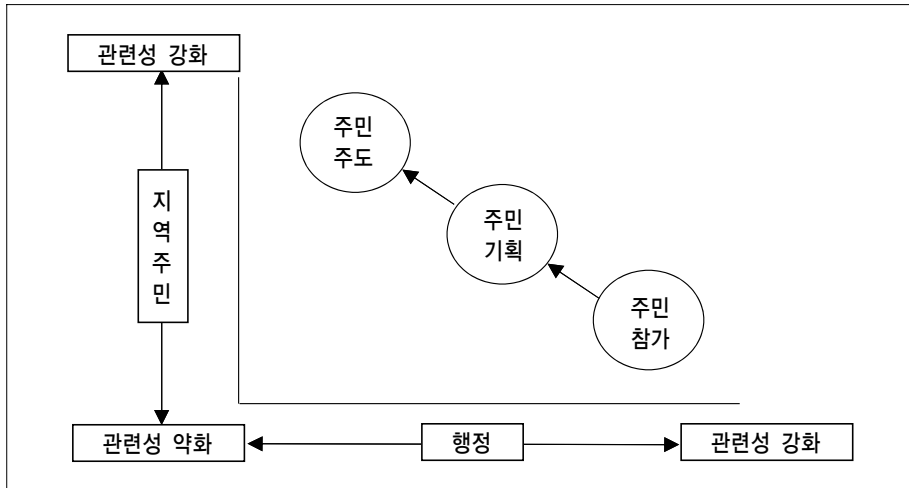 관련성 강화
주민
주도
지
역
주
민
주민
기획
주민
참가
관련성 약화
행정
관련성 강화